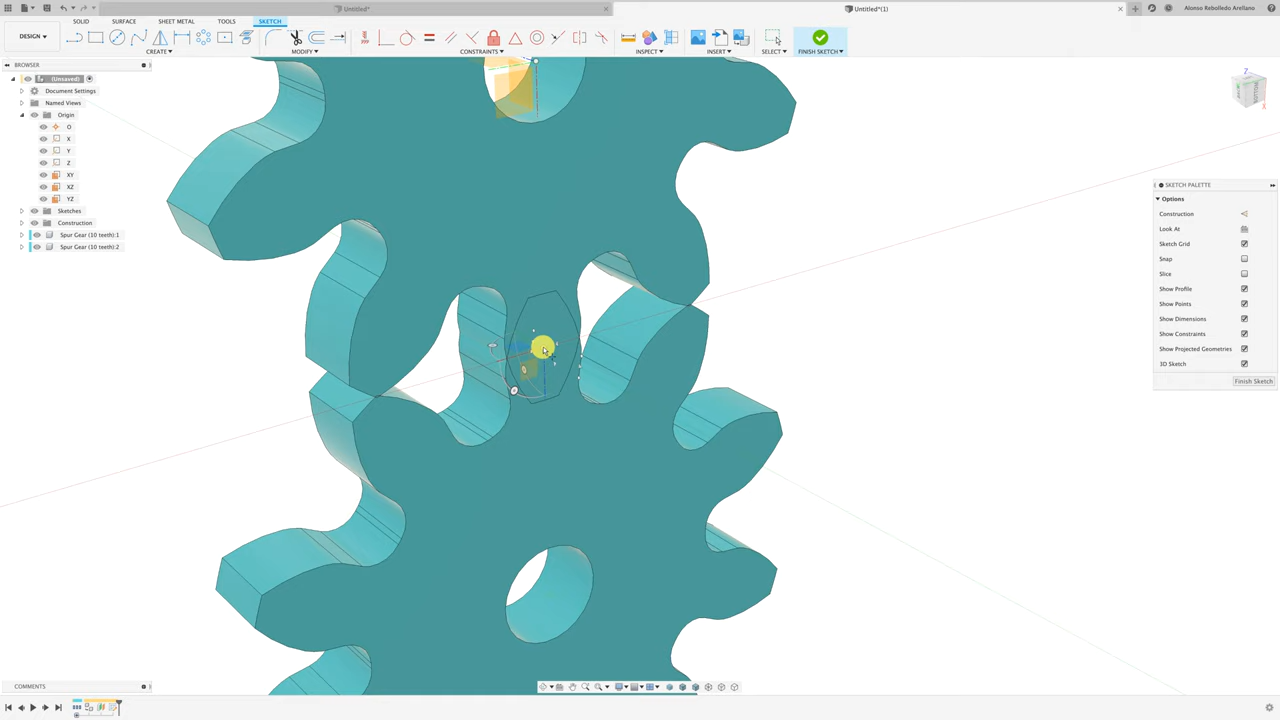 Untitled*
Untitled*(1)
Alonso Rebolledo Arellano
SOLID
SURFACE
SHEET METAL
TOOLS
SKETCH
DESIGN
CREATE
MODIFY
CONSTRAINTS
INSPECT
INSERT
SELECT
FINISH SKETCH
BROWSER
(Unsaved)
Document Settings
Named Views
Origin
O
X
Y
Z
XY
XZ
YZ
Sketches
Construction
Spur Gear (10 teeth):1
Spur Gear (10 teeth):2
Z
X
SKETCH PALETTE
Options
Construction
Look At
Sketch Grid
Snap
Slice
Show Profile
Show Points
Show Dimensions
Show Constraints
Show Projected Geometries
3D Sketch
Finish Sketch
COMMENTS